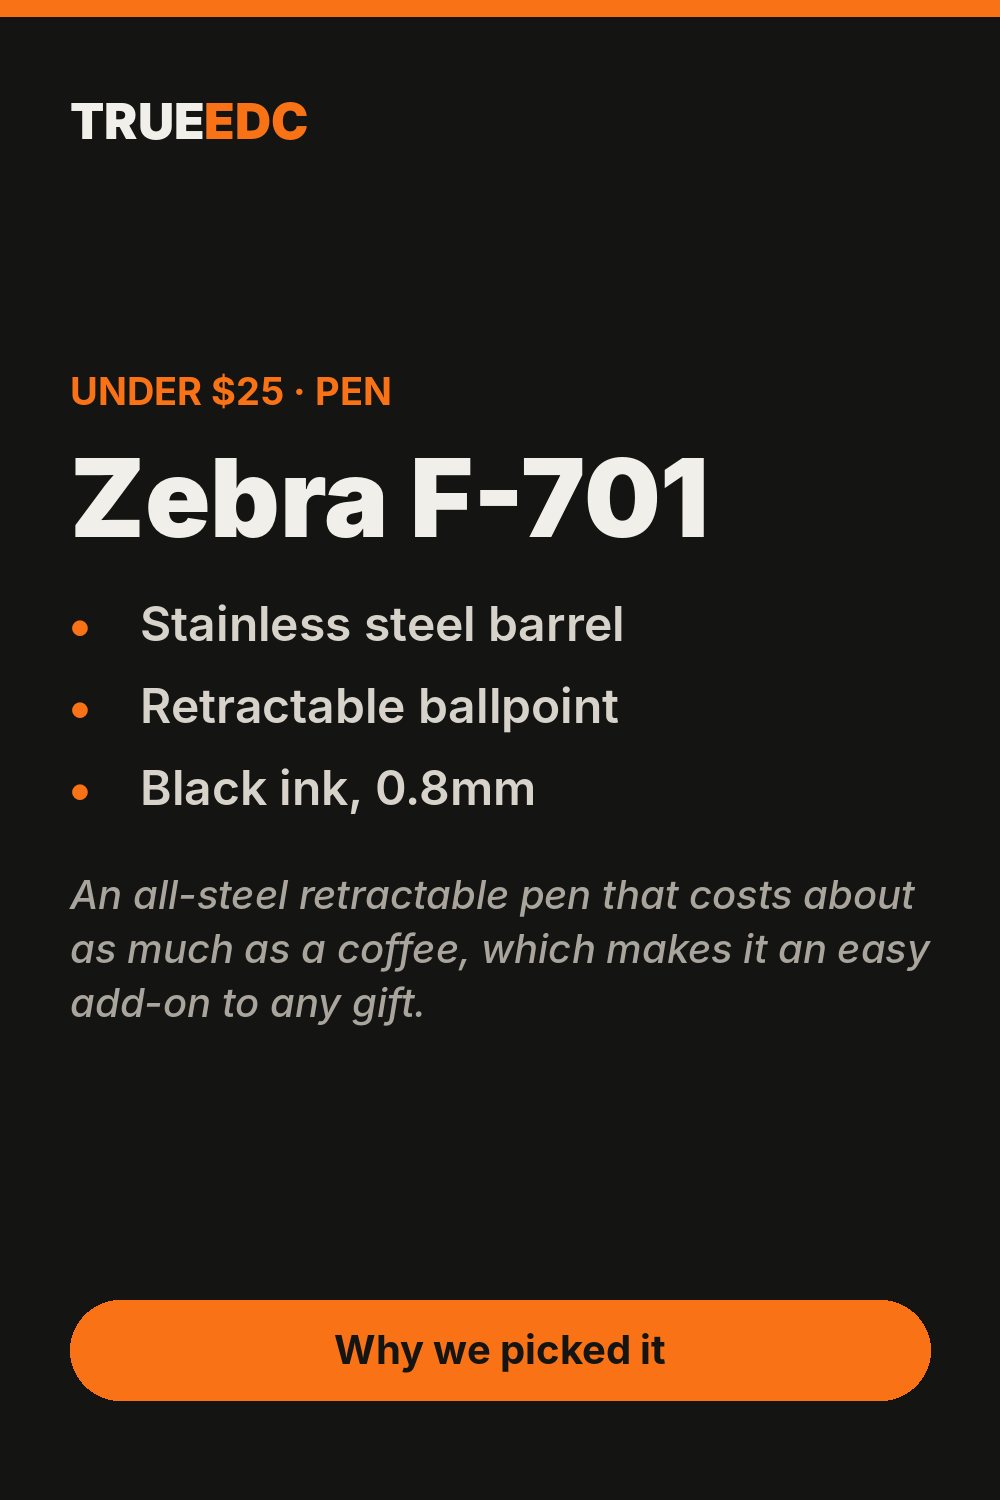 TRUEEDC
UNDER $25 · PEN
Zebra F-701
• Stainless steel barrel
• Retractable ballpoint
• Black ink, 0.8mm
An all-steel retractable pen that costs about
as much as a coffee, which makes it an easy
add-on to any gift.
Why we picked it